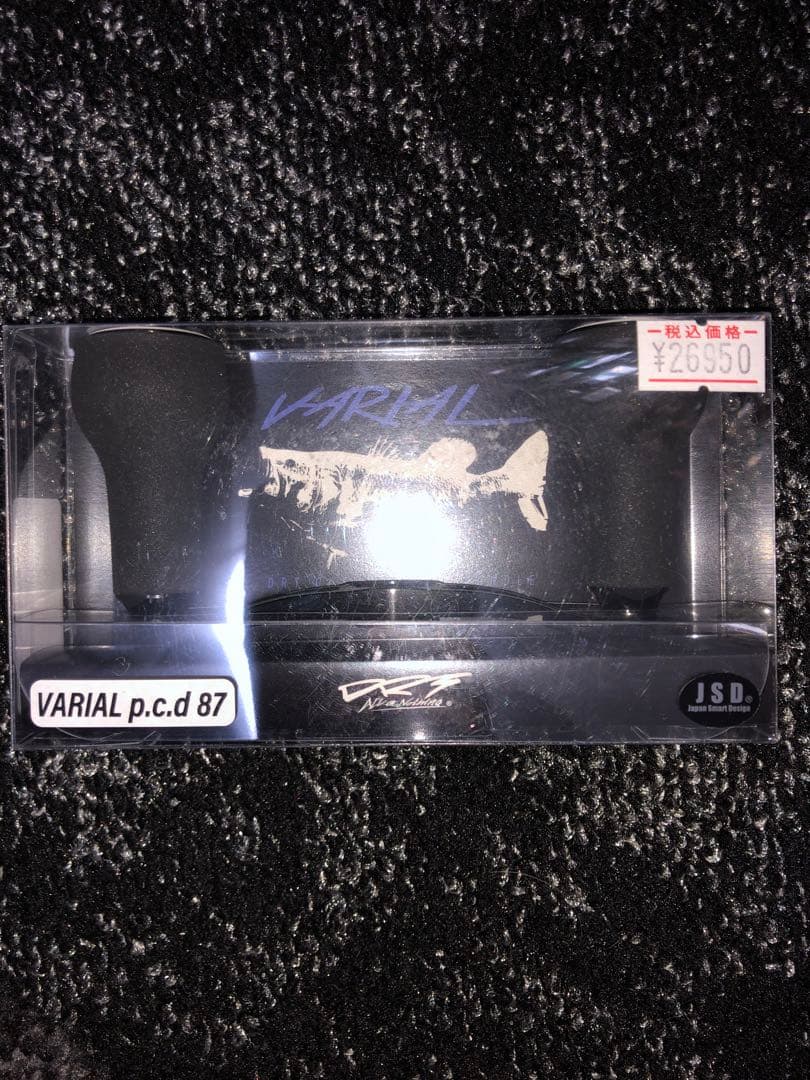 税込価格
¥26950
VARIAL
VARIAL p.c.d 87
DRT
JSD®
Japan Smart Design